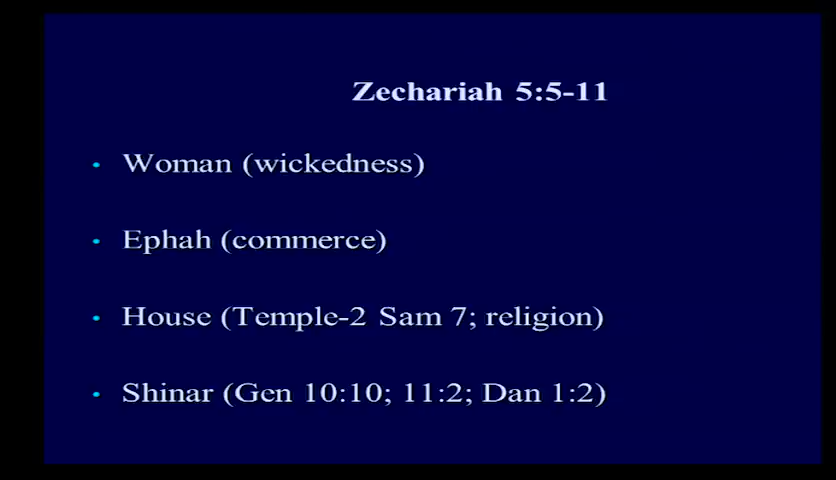 Zechariah 5:5-11
• Woman (wickedness)
• Ephah (commerce)
• House (Temple-2 Sam 7; religion)
• Shinar (Gen 10:10; 11:2; Dan 1:2)